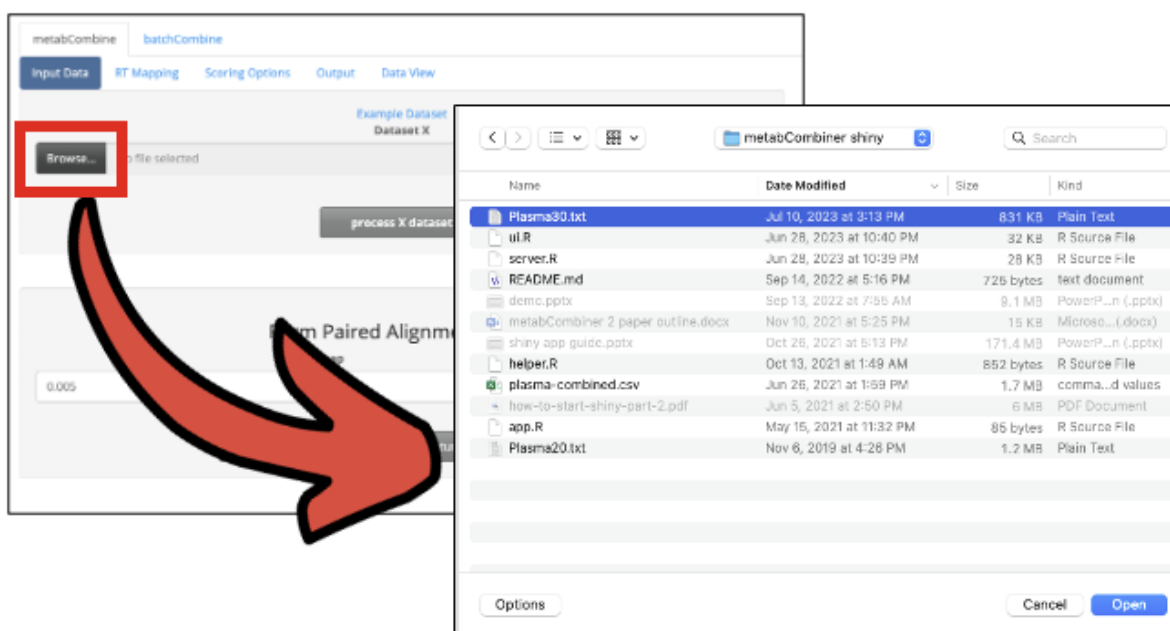 metabCombine batchCombine
Input Data RT Mapping Scoring Options Output Data View
Example Dataset
Dataset X
Browse... file selected
process X dataset
Paired Alignme
0.005
metabCombiner shiny Search
Name Date Modified Size Kind
Plasma30.txt Jul 10, 2023 at 3:13 PM 831 KB Plain Text
ui.R Jun 28, 2023 at 10:40 PM 32 KB R Source File
server.R Jun 28, 2023 at 10:39 PM 28 KB R Source File
README.md Sep 14, 2022 at 5:16 PM 725 bytes text document
demo.pptx Sep 13, 2022 at 7:55 AM 9.1 MB PowerP...n (.pptx)
metabCombiner 2 paper outline.docx Nov 10, 2021 at 5:25 PM 15 KB Microso...(.docx)
shiny app guide.pptx Oct 26, 2021 at 5:13 PM 171.4 MB PowerP...n (.pptx)
helper.R Oct 13, 2021 at 1:49 AM 852 bytes R Source File
plasma-combined.csv Jun 26, 2021 at 1:59 PM 1.7 MB comma...d values
how-to-start-shiny-part-2.pdf Jun 5, 2021 at 2:50 PM 6 MB PDF Document
app.R May 15, 2021 at 11:32 PM 85 bytes R Source File
Plasma20.txt Nov 6, 2019 at 4:26 PM 1.2 MB Plain Text
Options Cancel Open